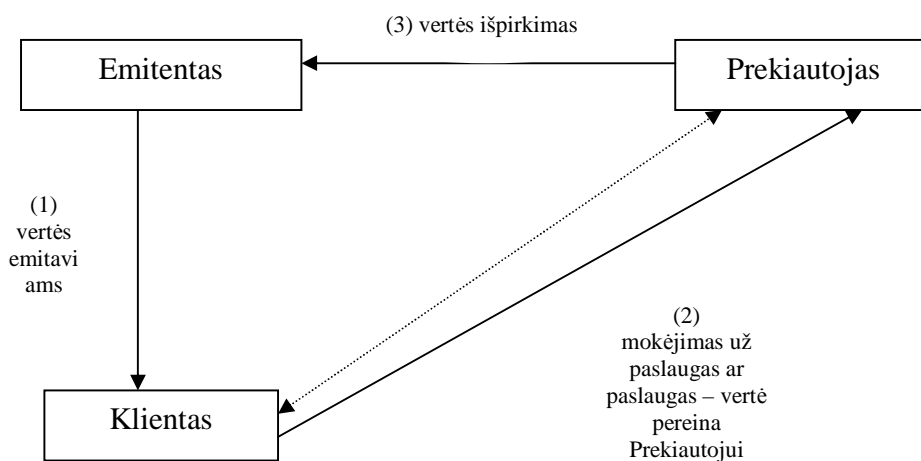 (3) vertės išpirkimas
Emitentas
Prekiautojas
(1)
vertės
emitavi
ams
(2)
mokėjimas už
paslaugas ar
paslaugas – vertė
pereina
Prekiautojui
Klientas